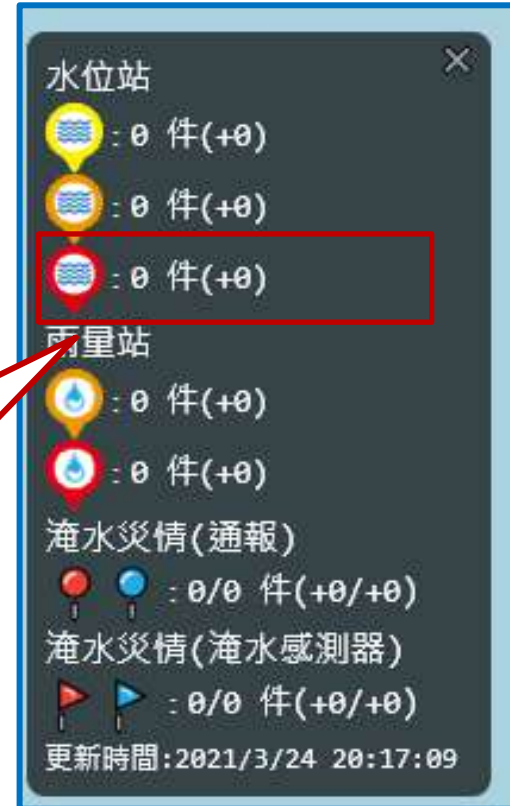 水位站
: 0 件(+0)
: 0 件(+0)
: 0 件(+0)
雨量站
: 0 件(+0)
: 0 件(+0)
淹水災情(通報)
: 0/0 件(+0/+0)
淹水災情(淹水感測器)
: 0/0 件(+0/+0)
更新時間:2021/3/24 20:17:09